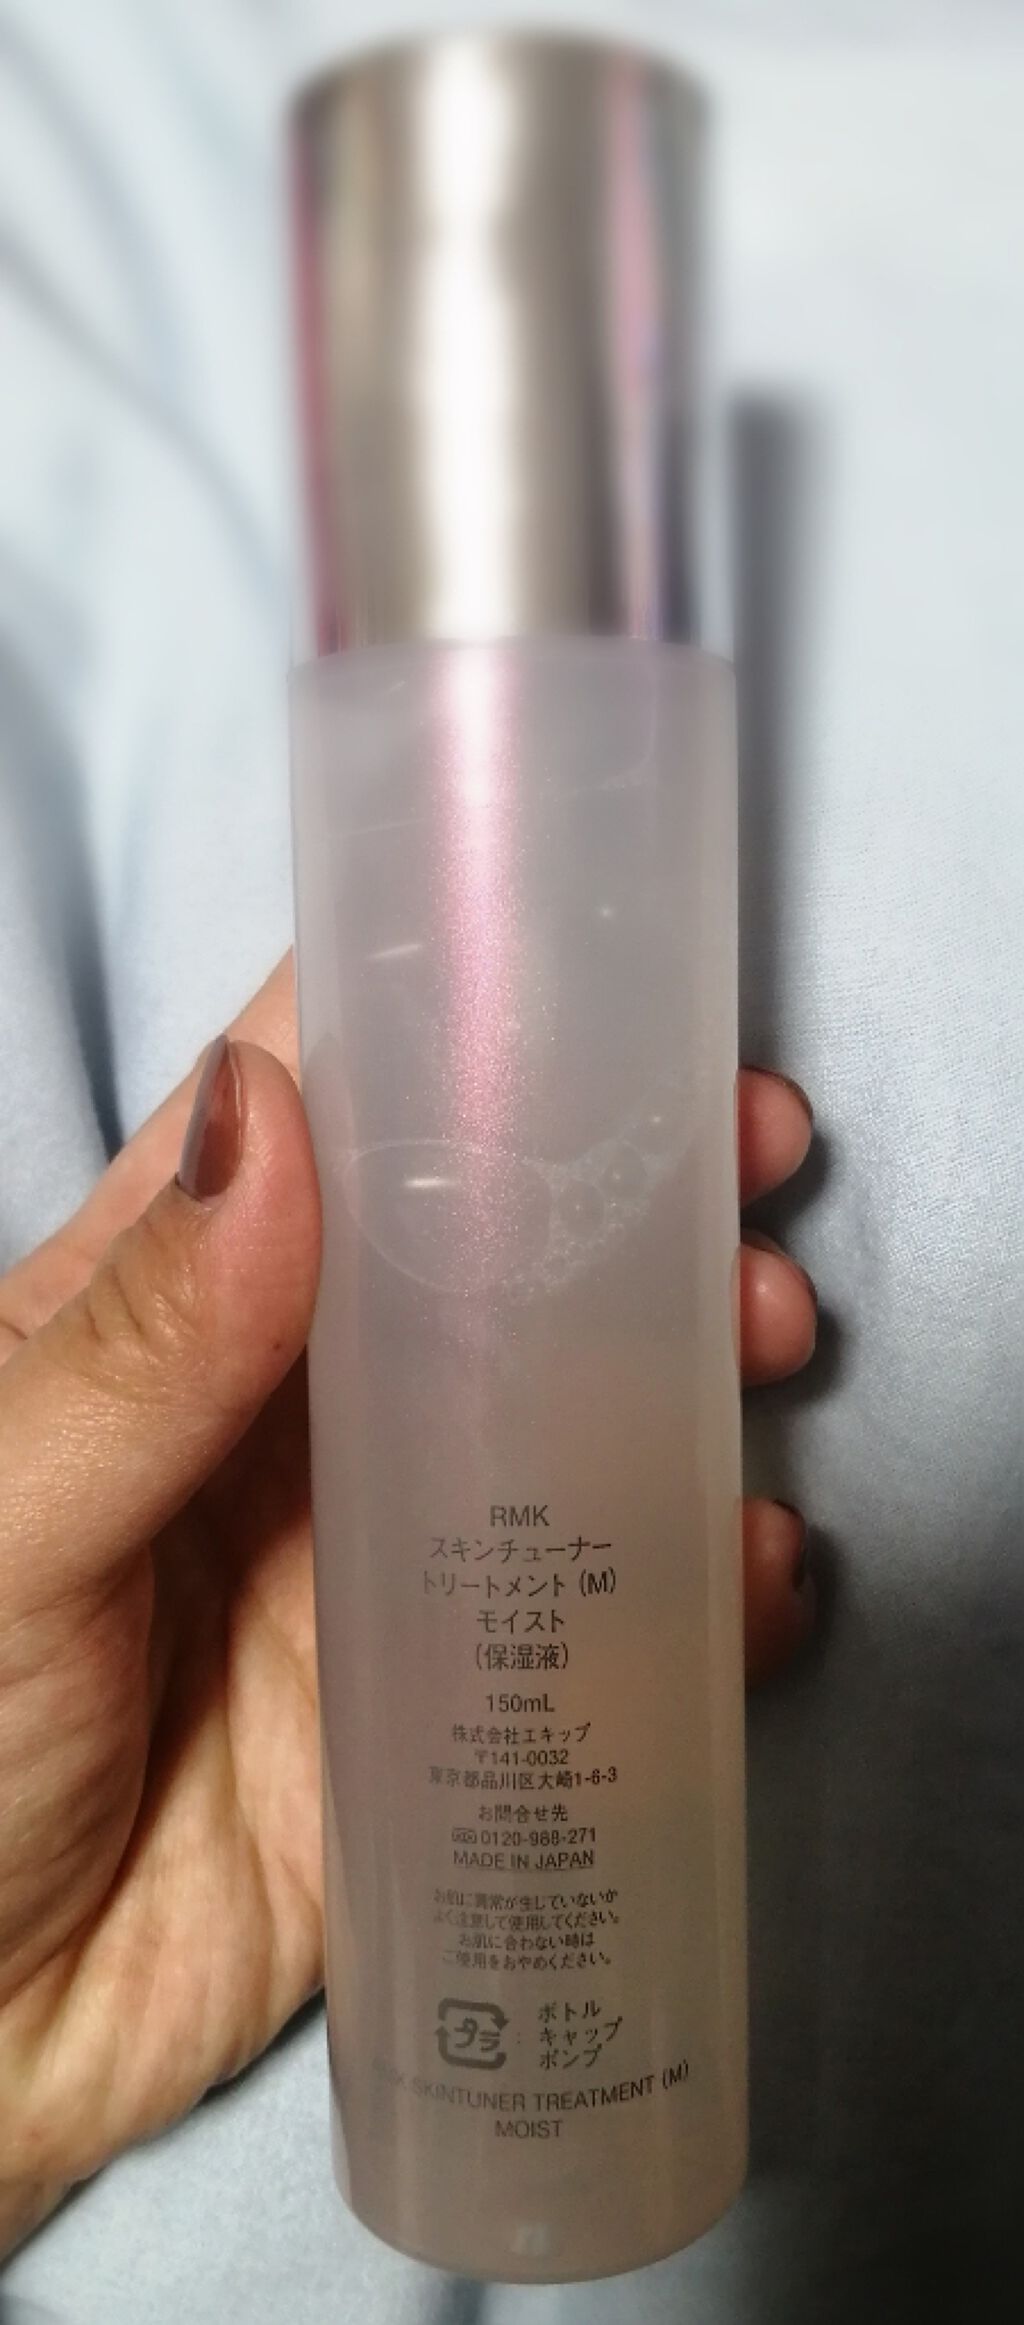 RMK
スキンチューナー
トリートメント (M)
モイスト
(保湿液)
150mL
株式会社エキップ
〒141-0032
東京都品川区大崎1-6-3
お問合せ先
0120-988-271
MADE IN JAPAN
お肌に異常が生じていないか
よく注意して使用してください。
お肌に合わない時は
ご使用をおやめください。
プラ : ボトル
キャップ
ポンプ
RMK SKINTUNER TREATMENT (M)
MOIST